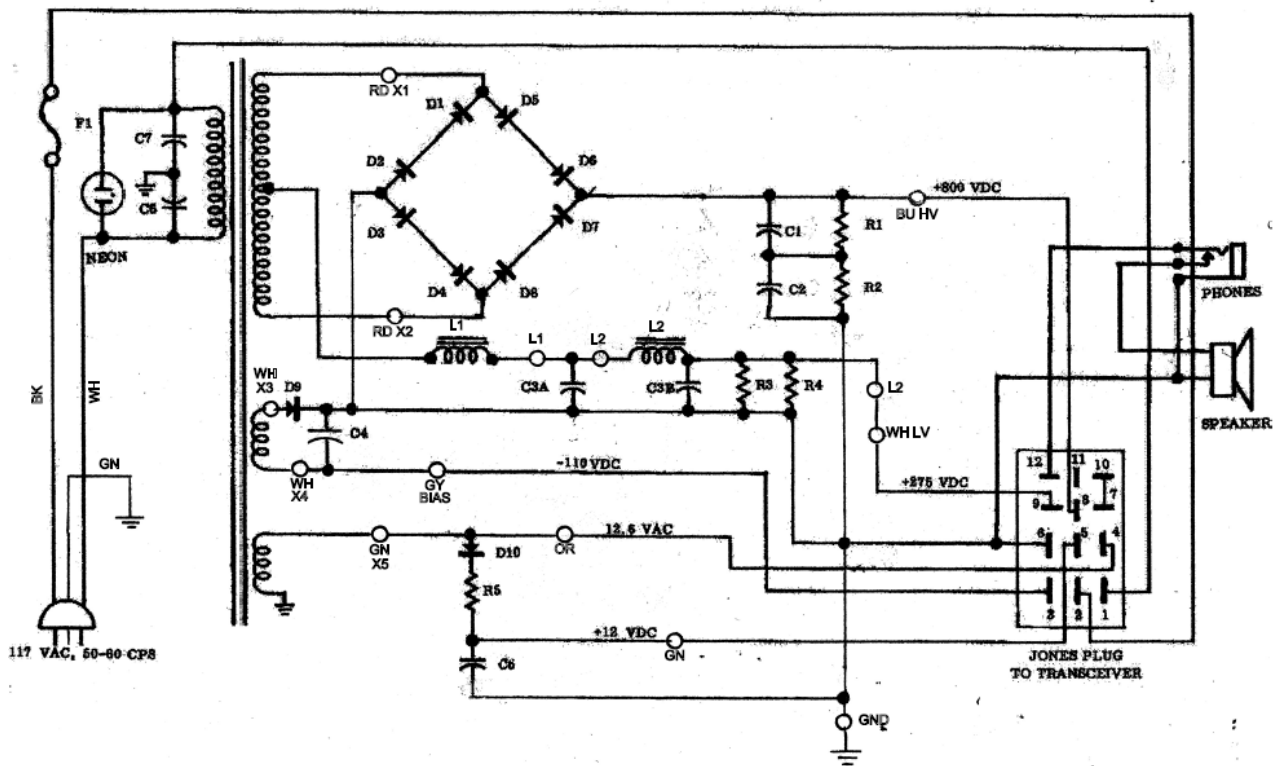 RD X1
D1
D5
F1
C7
D2
D6
+800 VDC
BU HV
C6
D3
D7
C1
R1
NEON
D4
D8
C2
R2
PHONES
RD X2
L1
L1
L2
L2
WH
X3
D9
C3A
C3B
R3
R4
L2
BK
WH
C4
WH LV
SPEAKER
GN
WH
X4
GY
BIAS
-110 VDC
+275 VDC
12
11
10
9
8
7
GN
X5
D10
OR
12.6 VAC
6
5
4
R5
3
2
1
+12 VDC
GN
C5
117 VAC, 50-60 CPS
JONES PLUG
TO TRANSCEIVER
GND